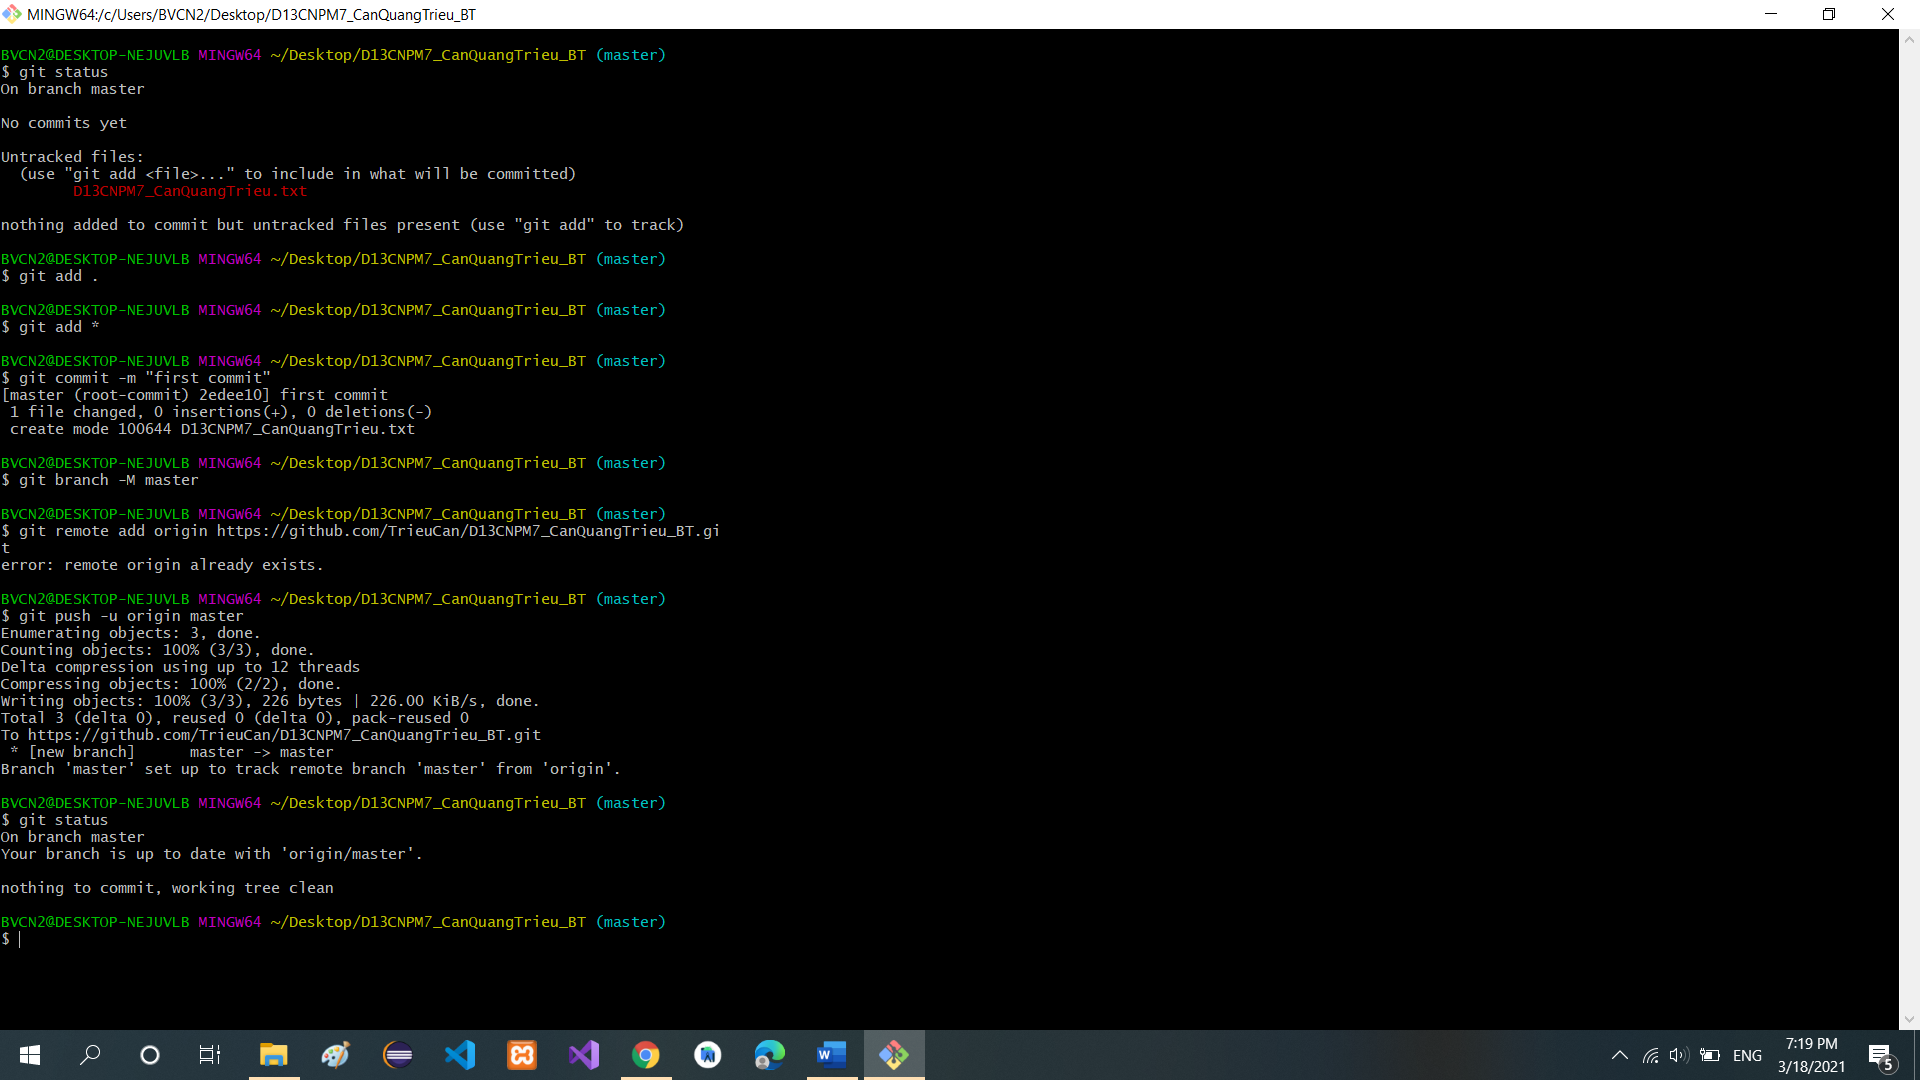 MINGW64:/c/Users/BVCN2/Desktop/D13CNPM7_CanQuangTrieu_BT
BVCN2@DESKTOP-NEJUVLB MINGW64 ~/Desktop/D13CNPM7_CanQuangTrieu_BT (master)
$ git status
On branch master
No commits yet
Untracked files:
  (use "git add <file>..." to include in what will be committed)
        D13CNPM7_CanQuangTrieu.txt
nothing added to commit but untracked files present (use "git add" to track)
BVCN2@DESKTOP-NEJUVLB MINGW64 ~/Desktop/D13CNPM7_CanQuangTrieu_BT (master)
$ git add .
BVCN2@DESKTOP-NEJUVLB MINGW64 ~/Desktop/D13CNPM7_CanQuangTrieu_BT (master)
$ git add *
BVCN2@DESKTOP-NEJUVLB MINGW64 ~/Desktop/D13CNPM7_CanQuangTrieu_BT (master)
$ git commit -m "first commit"
[master (root-commit) 2edee10] first commit
 1 file changed, 0 insertions(+), 0 deletions(-)
 create mode 100644 D13CNPM7_CanQuangTrieu.txt
BVCN2@DESKTOP-NEJUVLB MINGW64 ~/Desktop/D13CNPM7_CanQuangTrieu_BT (master)
$ git branch -M master
BVCN2@DESKTOP-NEJUVLB MINGW64 ~/Desktop/D13CNPM7_CanQuangTrieu_BT (master)
$ git remote add origin https://github.com/TrieuCan/D13CNPM7_CanQuangTrieu_BT.gi
t
error: remote origin already exists.
BVCN2@DESKTOP-NEJUVLB MINGW64 ~/Desktop/D13CNPM7_CanQuangTrieu_BT (master)
$ git push -u origin master
Enumerating objects: 3, done.
Counting objects: 100% (3/3), done.
Delta compression using up to 12 threads
Compressing objects: 100% (2/2), done.
Writing objects: 100% (3/3), 226 bytes | 226.00 KiB/s, done.
Total 3 (delta 0), reused 0 (delta 0), pack-reused 0
To https://github.com/TrieuCan/D13CNPM7_CanQuangTrieu_BT.git
 * [new branch]      master -> master
Branch 'master' set up to track remote branch 'master' from 'origin'.
BVCN2@DESKTOP-NEJUVLB MINGW64 ~/Desktop/D13CNPM7_CanQuangTrieu_BT (master)
$ git status
On branch master
Your branch is up to date with 'origin/master'.
nothing to commit, working tree clean
BVCN2@DESKTOP-NEJUVLB MINGW64 ~/Desktop/D13CNPM7_CanQuangTrieu_BT (master)
$
ENG
7:19 PM
3/18/2021
5